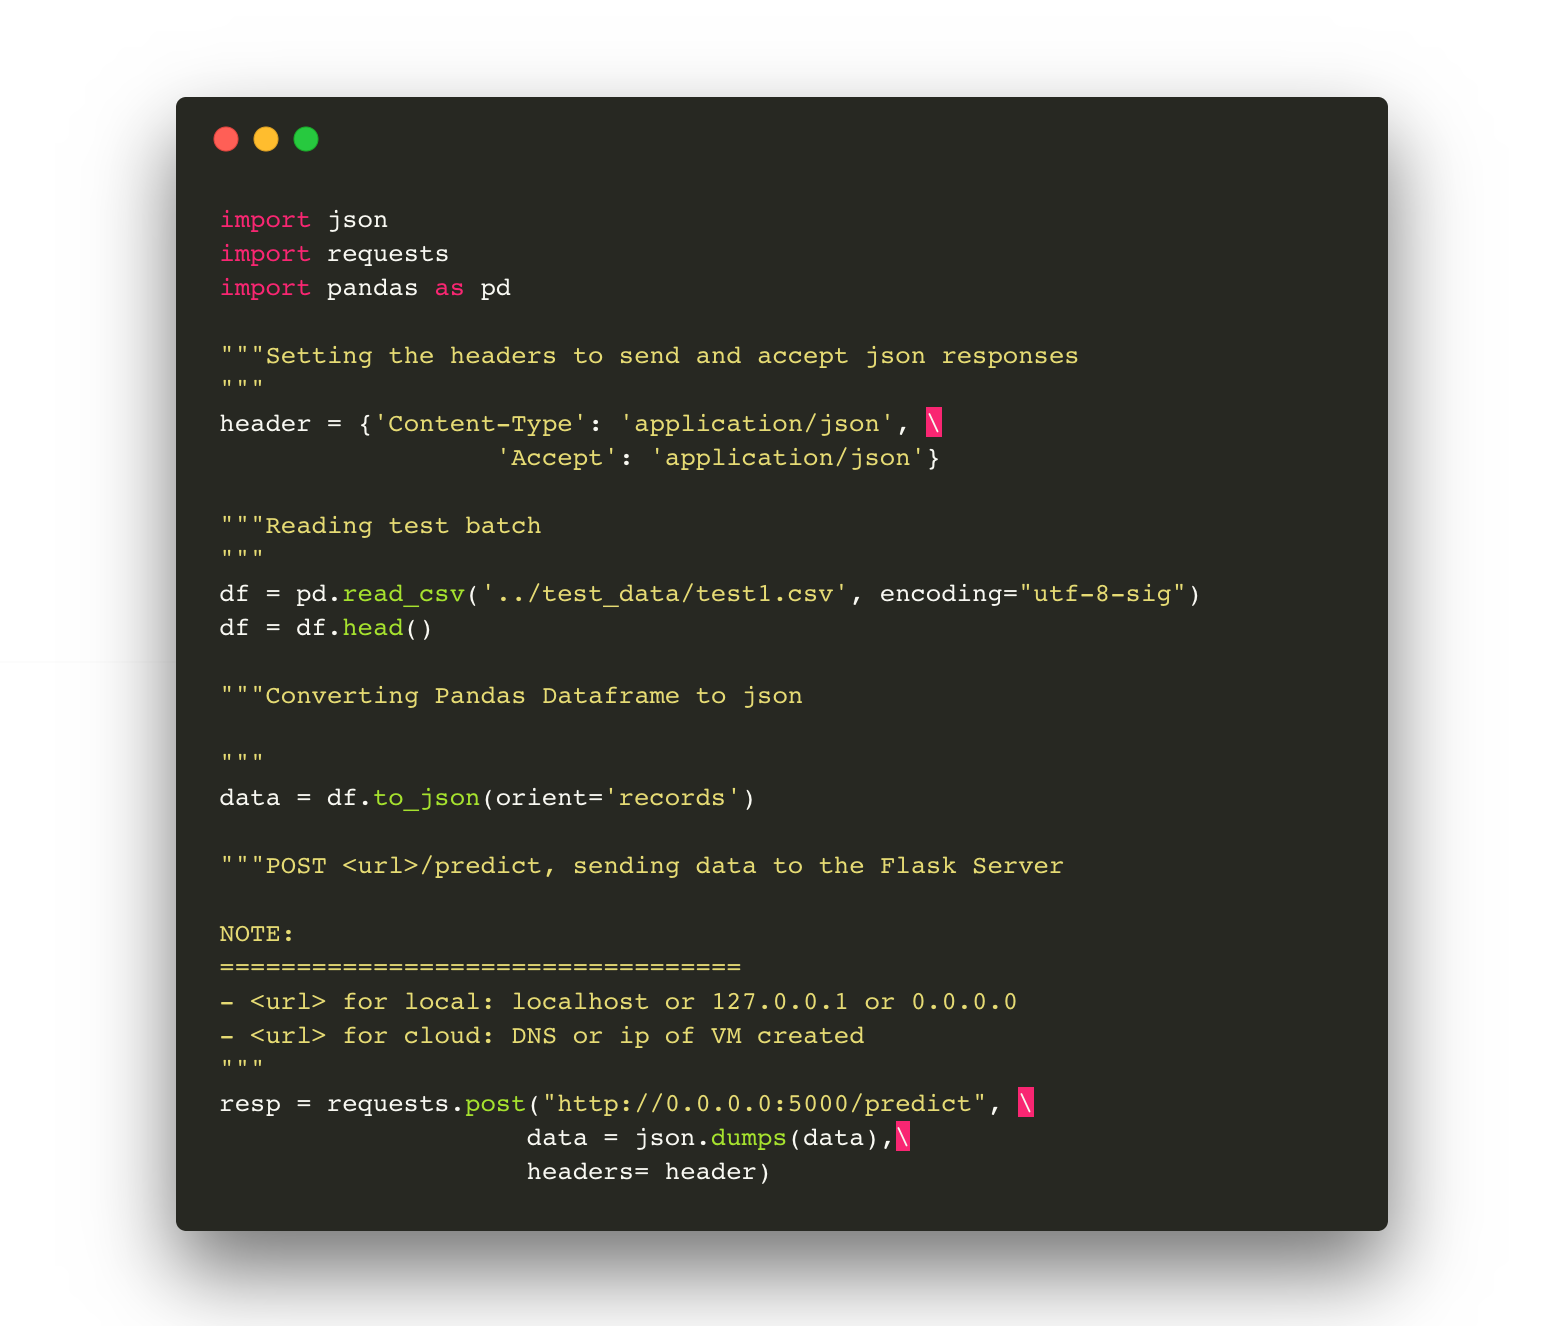 import json
import requests
import pandas as pd
"""Setting the headers to send and accept json responses
"""
header = {'Content-Type': 'application/json', \
'Accept': 'application/json'}
"""Reading test batch
"""
df = pd.read_csv('../test_data/test1.csv', encoding="utf-8-sig")
df = df.head()
"""Converting Pandas Dataframe to json
"""
data = df.to_json(orient='records')
"""POST <url>/predict, sending data to the Flask Server
NOTE:
==================================
- <url> for local: localhost or 127.0.0.1 or 0.0.0.0
- <url> for cloud: DNS or ip of VM created
"""
resp = requests.post("http://0.0.0.0:5000/predict", \
data = json.dumps(data),\
headers= header)